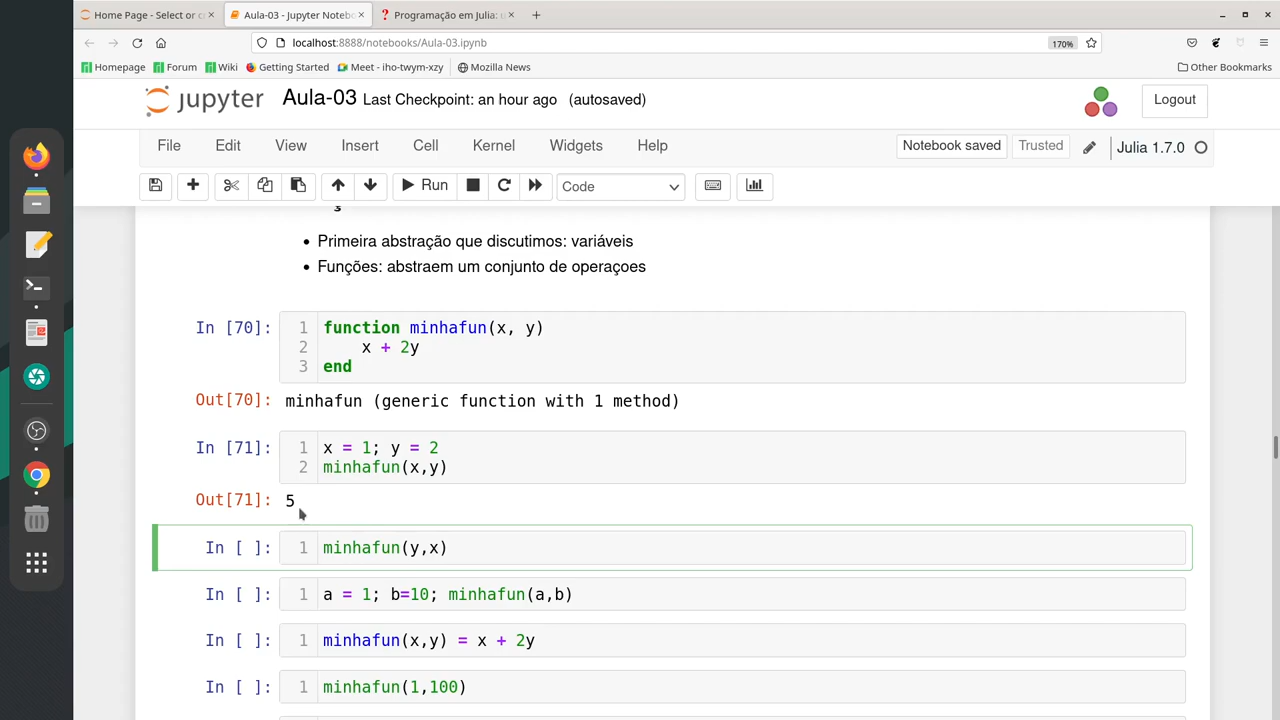 Home Page - Select or c
Aula-03 - Jupyter Noteb
Programação em Julia: u
localhost:8888/notebooks/Aula-03.ipynb
170%
Homepage
Forum
Wiki
Getting Started
Meet - iho-twym-xzy
Mozilla News
Other Bookmarks
jupyter
Aula-03 Last Checkpoint: an hour ago (autosaved)
Logout
File Edit View Insert Cell Kernel Widgets Help
Notebook saved
Trusted
Julia 1.7.0
Run
Code
• Primeira abstração que discutimos: variáveis
• Funções: abstraem um conjunto de operaçoes
In [70]:
1 function minhafun(x, y)
2 x + 2y
3 end
Out[70]: minhafun (generic function with 1 method)
In [71]:
1 x = 1; y = 2
2 minhafun(x,y)
Out[71]: 5
In [ ]: 1 minhafun(y,x)
In [ ]: 1 a = 1; b=10; minhafun(a,b)
In [ ]: 1 minhafun(x,y) = x + 2y
In [ ]: 1 minhafun(1,100)